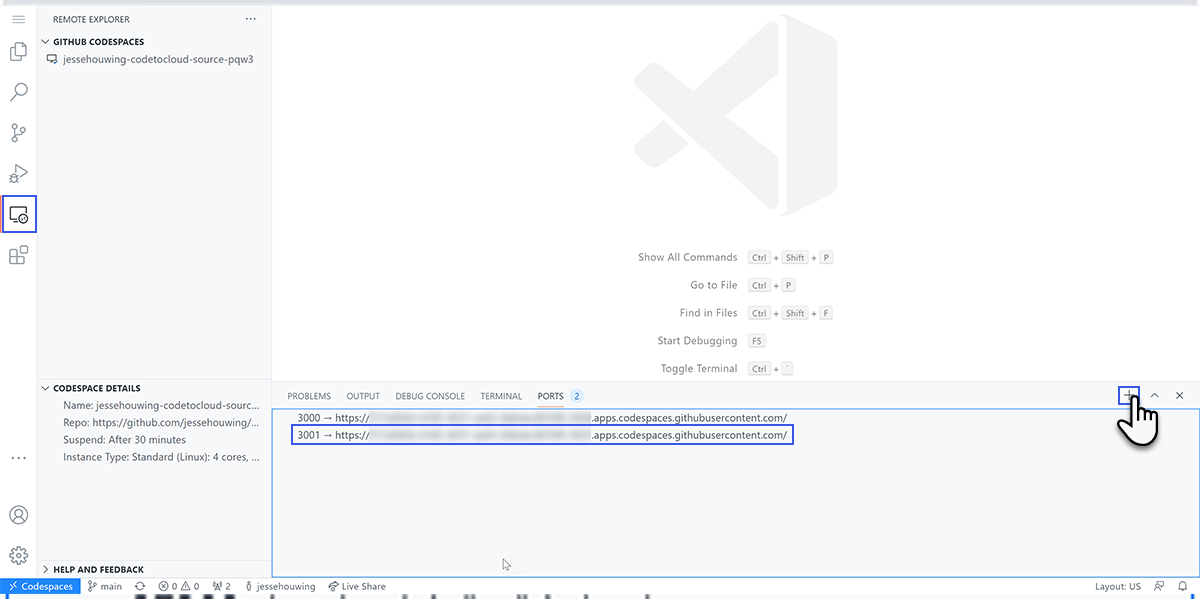 REMOTE EXPLORER
GITHUB CODESPACES
jessehouwing-codetocloud-source-pqw3
Show All Commands Ctrl + Shift + P
Go to File Ctrl + P
Find in Files Ctrl + Shift + F
Start Debugging F5
Toggle Terminal Ctrl + `
CODESPACE DETAILS
Name: jessehouwing-codetocloud-sourc...
Repo: https://github.com/jessehouwing/...
Suspend: After 30 minutes
Instance Type: Standard (Linux): 4 cores, ...
HELP AND FEEDBACK
PROBLEMS OUTPUT DEBUG CONSOLE TERMINAL PORTS 2
3000 → https:// .apps.codespaces.githubusercontent.com/
3001 → https:// .apps.codespaces.githubusercontent.com/
Codespaces main 0 0 2 jessehouwing Live Share Layout: US